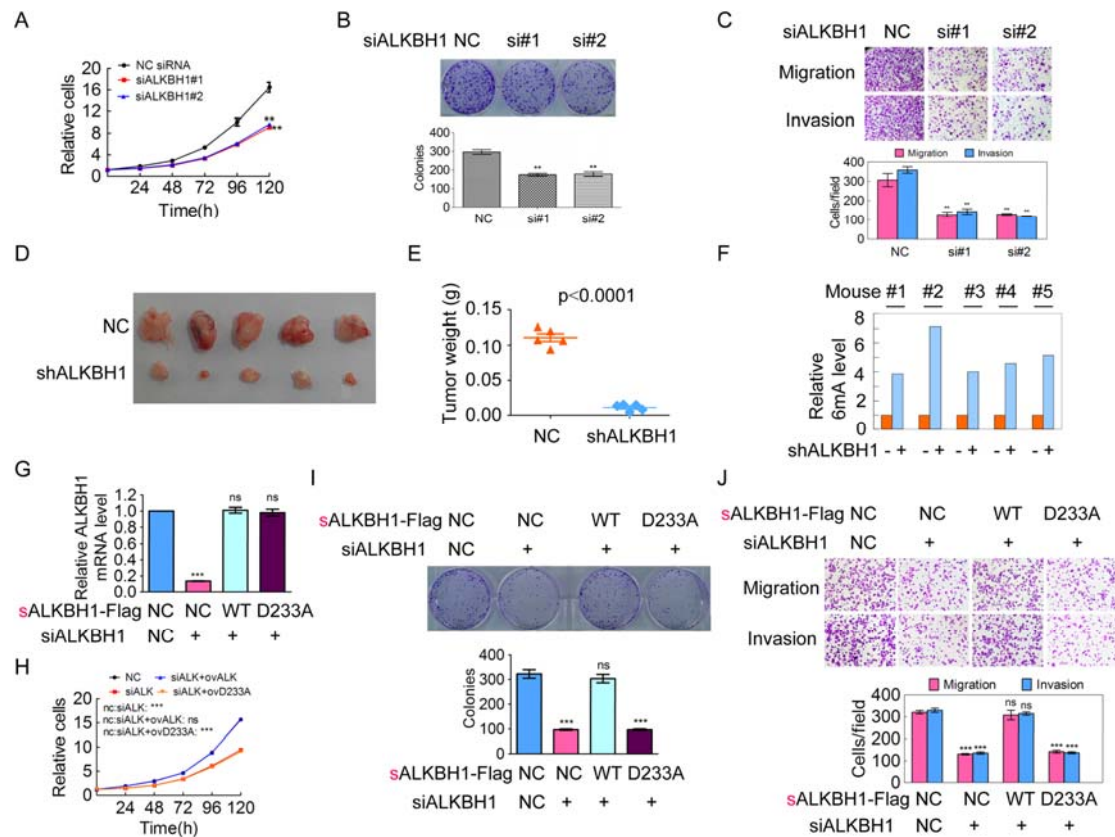 A
NC siRNA
siALKBH1#1
siALKBH1#2
Relative cells
20
16
12
8
4
0
**
**
24 48 72 96 120
Time(h)
B
siALKBH1 NC si#1 si#2
Colonies
400
300
200
100
0
** **
NC si#1 si#2
C
siALKBH1 NC si#1 si#2
Migration
Invasion
Migration Invasion
Cells/field
400
300
200
100
0
** ** ** **
NC si#1 si#2
D
NC
shALKBH1
E
p<0.0001
Tumor weight (g)
0.15
0.10
0.05
0.00
NC shALKBH1
F
Mouse #1 #2 #3 #4 #5
Relative
6mA level
8
6
4
2
0
- + - + - + - + - +
shALKBH1
G
Relative ALKBH1
mRNA level
1.2
1.0
0.8
0.6
0.4
0.2
0.0
*** ns ns
sALKBH1-Flag NC NC WT D233A
siALKBH1 NC + + +
H
NC siALK+ovALK
siALK siALK+ovD233A
nc:siALK: ***
nc:siALK+ovALK: ns
nc:siALK+ovD233A: ***
Relative cells
20
15
10
5
0
24 48 72 96 120
Time(h)
I
sALKBH1-Flag NC NC WT D233A
siALKBH1 NC + + +
Colonies
400
300
200
100
0
*** ns ***
sALKBH1-Flag NC NC WT D233A
siALKBH1 NC + + +
J
sALKBH1-Flag NC NC WT D233A
siALKBH1 NC + + +
Migration
Invasion
Migration Invasion
Cells/field
400
300
200
100
0
*** *** ns ns *** ***
sALKBH1-Flag NC NC WT D233A
siALKBH1 NC + + +